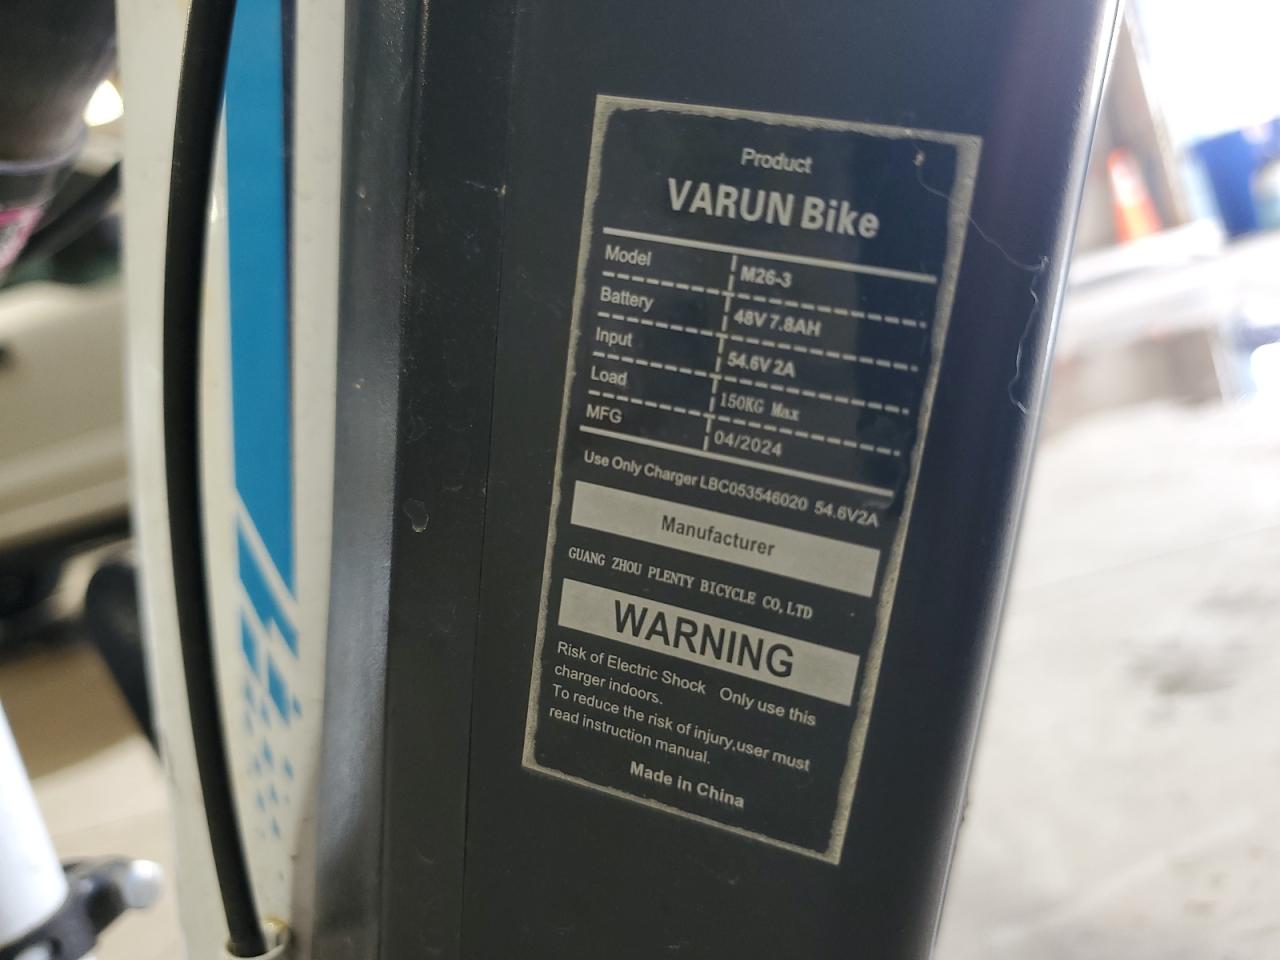 Product
VARUN Bike
Model M26-3
Battery 48V 7.8AH
Input 54.6V 2A
Load 150KG Max
MFG 04/2024
Use Only Charger LBC053546020 54.6V2A
Manufacturer
GUANG ZHOU PLENTY BICYCLE CO,LTD
WARNING
Risk of Electric Shock Only use this
charger indoors.
To reduce the risk of injury,user must
read instruction manual.
Made in China